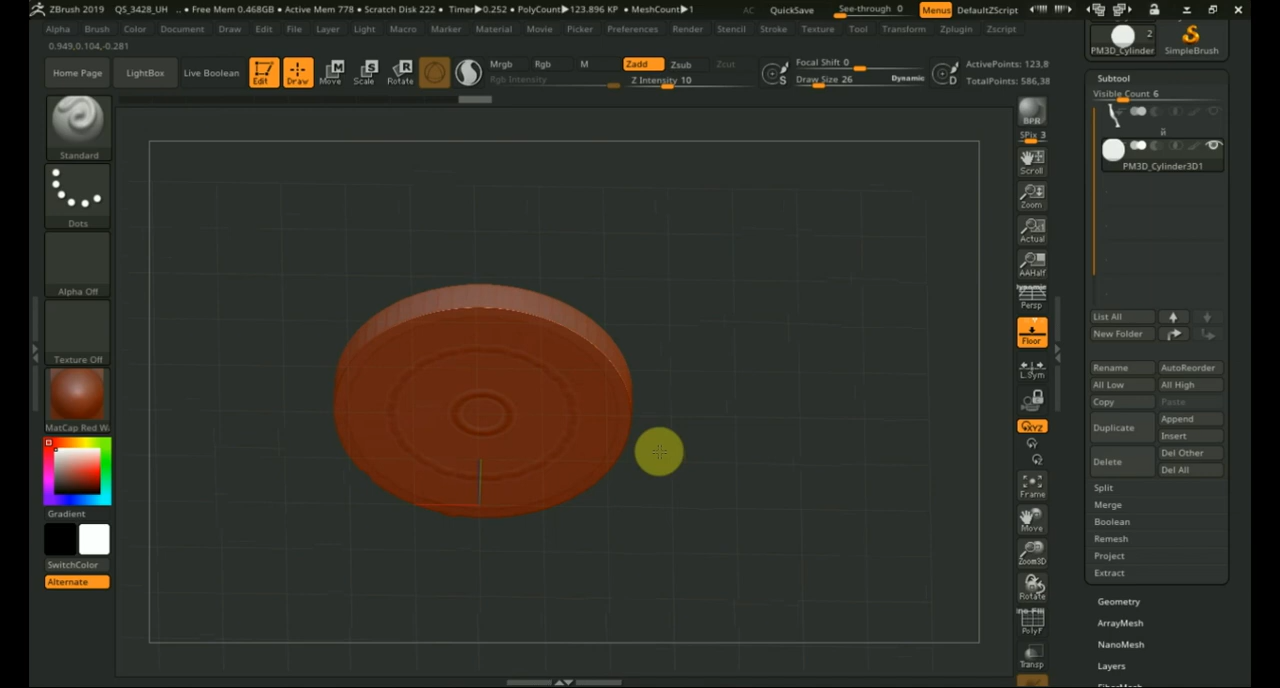 ZBrush 2019 QS_3428_UH .. • Free Mem 0.468GB • Active Mem 778 • Scratch Disk 222 • Timer▶0.252 • PolyCount▶123.896 KP • MeshCount▶1 AC QuickSave See-through 0 Menus DefaultZScript
Alpha Brush Color Document Draw Edit File Layer Light Macro Marker Material Movie Picker Preferences Render Stencil Stroke Texture Tool Transform Zplugin Zscript
0.949,0.104,-0.281
Home Page LightBox Live Boolean Edit Draw Move Scale Rotate
Mrgb Rgb M Zadd Zsub Zcut
Rgb Intensity Z Intensity 10
Focal Shift 0
Draw Size 26 Dynamic
ActivePoints: 123,8
TotalPoints: 586,38
Standard
Dots
Alpha Off
Texture Off
MatCap Red W
Gradient
SwitchColor
Alternate
BPR
SPix 3
Scroll
Zoom
Actual
AAHalf
Dynamic
Persp
Floor
L.Sym
XYZ
Frame
Move
Zoom3D
Rotate
Line Fill
PolyF
Transp
2
PM3D_Cylinder SimpleBrush
Subtool
Visible Count 6
й
PM3D_Cylinder3D1
List All
New Folder
Rename AutoReorder
All Low All High
Copy Paste
Duplicate Append
Insert
Delete Del Other
Del All
Split
Merge
Boolean
Remesh
Project
Extract
Geometry
ArrayMesh
NanoMesh
Layers
FiberMesh